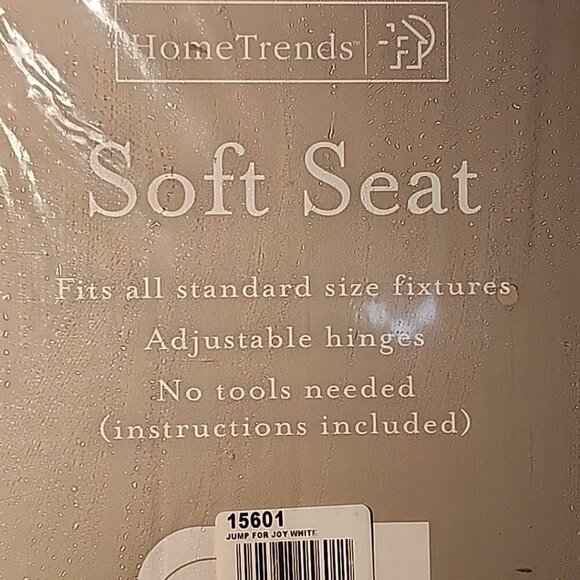 HomeTrends™
Soft Seat
Fits all standard size fixtures
Adjustable hinges
No tools needed
(instructions included)
15601
JUMP FOR JOY WHITE